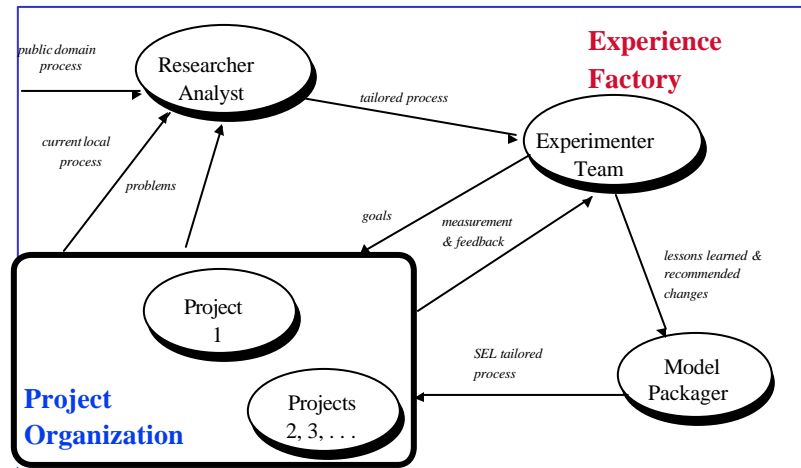 public domain
process
Researcher
Analyst
Experience
Factory
tailored process
Experimenter
Team
current local
process
problems
goals
measurement
& feedback
lessons learned &
recommended
changes
Project
1
SEL tailored
process
Model
Packager
Projects
2, 3, . . .
Project
Organization